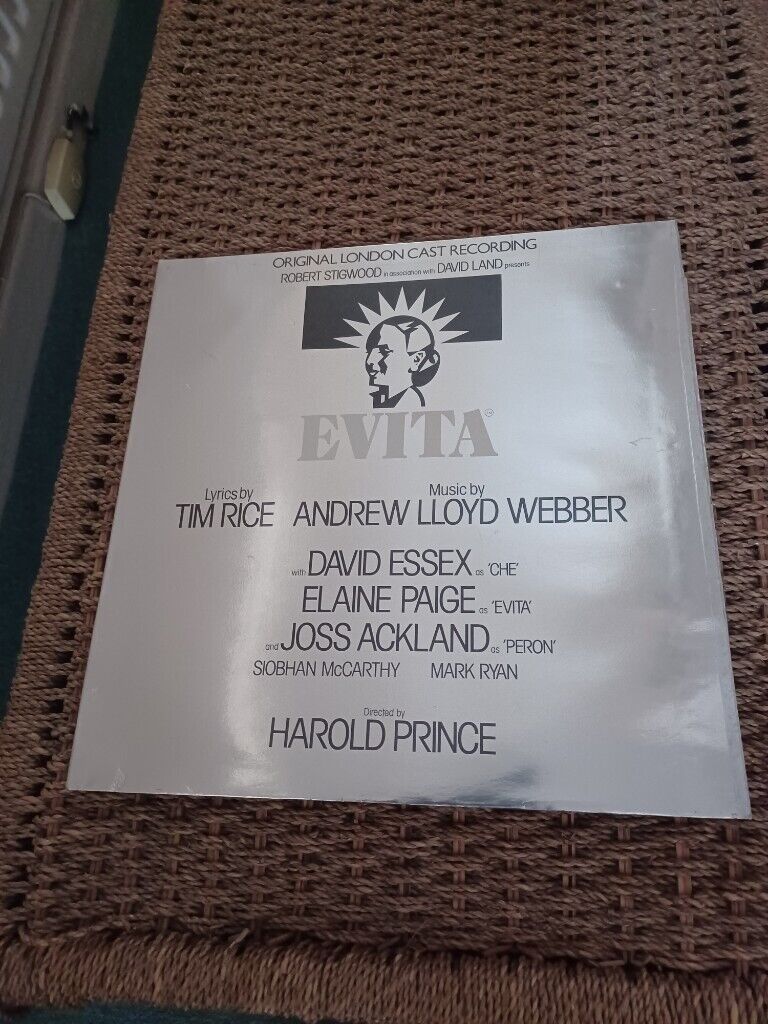 ORIGINAL LONDON CAST RECORDING
ROBERT STIGWOOD in association with DAVID LAND presents
EVITA™
Lyrics by Music by
TIM RICE ANDREW LLOYD WEBBER
with DAVID ESSEX as 'CHE'
ELAINE PAIGE as 'EVITA'
and JOSS ACKLAND as 'PERON'
SIOBHAN McCARTHY MARK RYAN
Directed by
HAROLD PRINCE